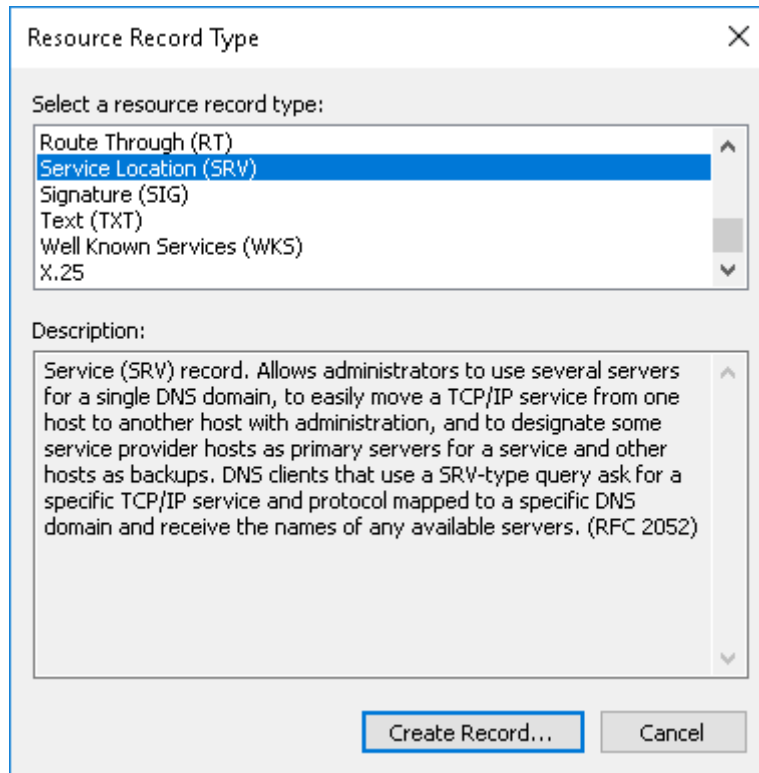 Resource Record Type
Select a resource record type:
Route Through (RT)
Service Location (SRV)
Signature (SIG)
Text (TXT)
Well Known Services (WKS)
X.25
Description:
Service (SRV) record. Allows administrators to use several servers
for a single DNS domain, to easily move a TCP/IP service from one
host to another host with administration, and to designate some
service provider hosts as primary servers for a service and other
hosts as backups. DNS clients that use a SRV-type query ask for a
specific TCP/IP service and protocol mapped to a specific DNS
domain and receive the names of any available servers. (RFC 2052)
Create Record... Cancel